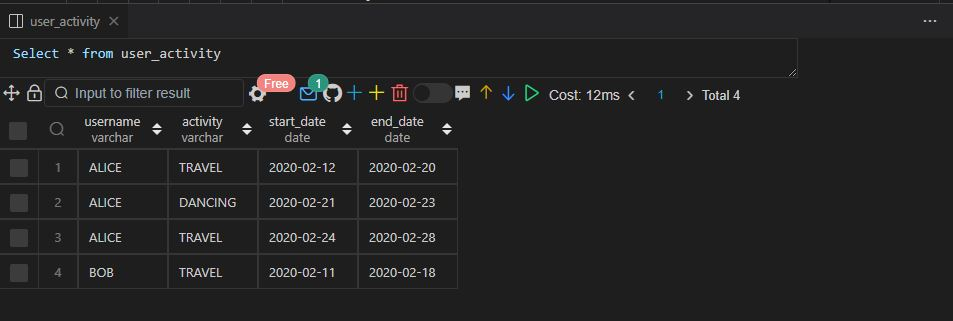 user_activity
Select * from user_activity
Input to filter result Free 1 Cost: 12ms 1 Total 4
username activity start_date end_date
varchar varchar date date
1 ALICE TRAVEL 2020-02-12 2020-02-20
2 ALICE DANCING 2020-02-21 2020-02-23
3 ALICE TRAVEL 2020-02-24 2020-02-28
4 BOB TRAVEL 2020-02-11 2020-02-18